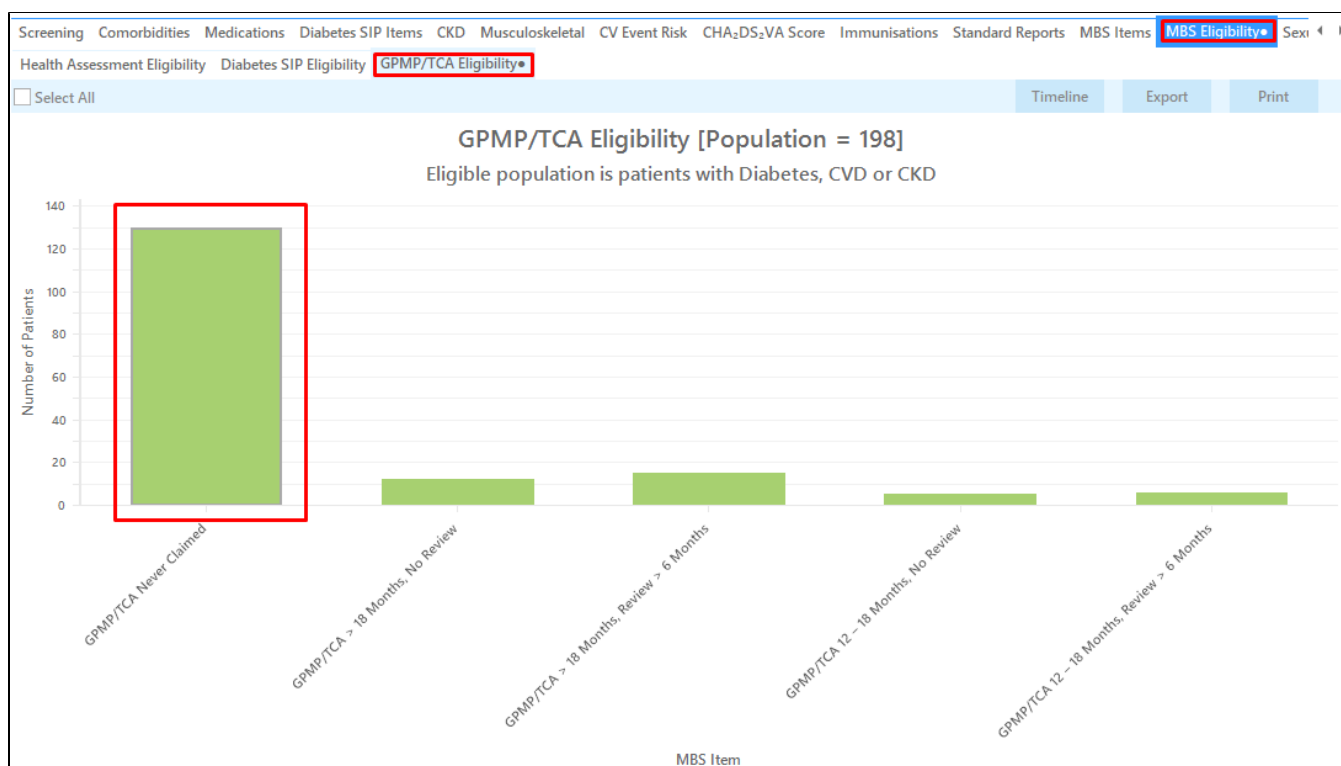 Screening Comorbidities Medications Diabetes SIP Items CKD Musculoskeletal CV Event Risk CHA₂DS₂VA Score Immunisations Standard Reports MBS Items MBS Eligibility● Sexu
Health Assessment Eligibility Diabetes SIP Eligibility GPMP/TCA Eligibility●
Select All Timeline Export Print
GPMP/TCA Eligibility [Population = 198]
Eligible population is patients with Diabetes, CVD or CKD
Number of Patients
140
120
100
80
60
40
20
0
GPMP/TCA Never Claimed
GPMP/TCA > 18 Months, No Review
GPMP/TCA > 18 Months, Review > 6 Months
GPMP/TCA 12 – 18 Months, No Review
GPMP/TCA 12 – 18 Months, Review > 6 Months
MBS Item